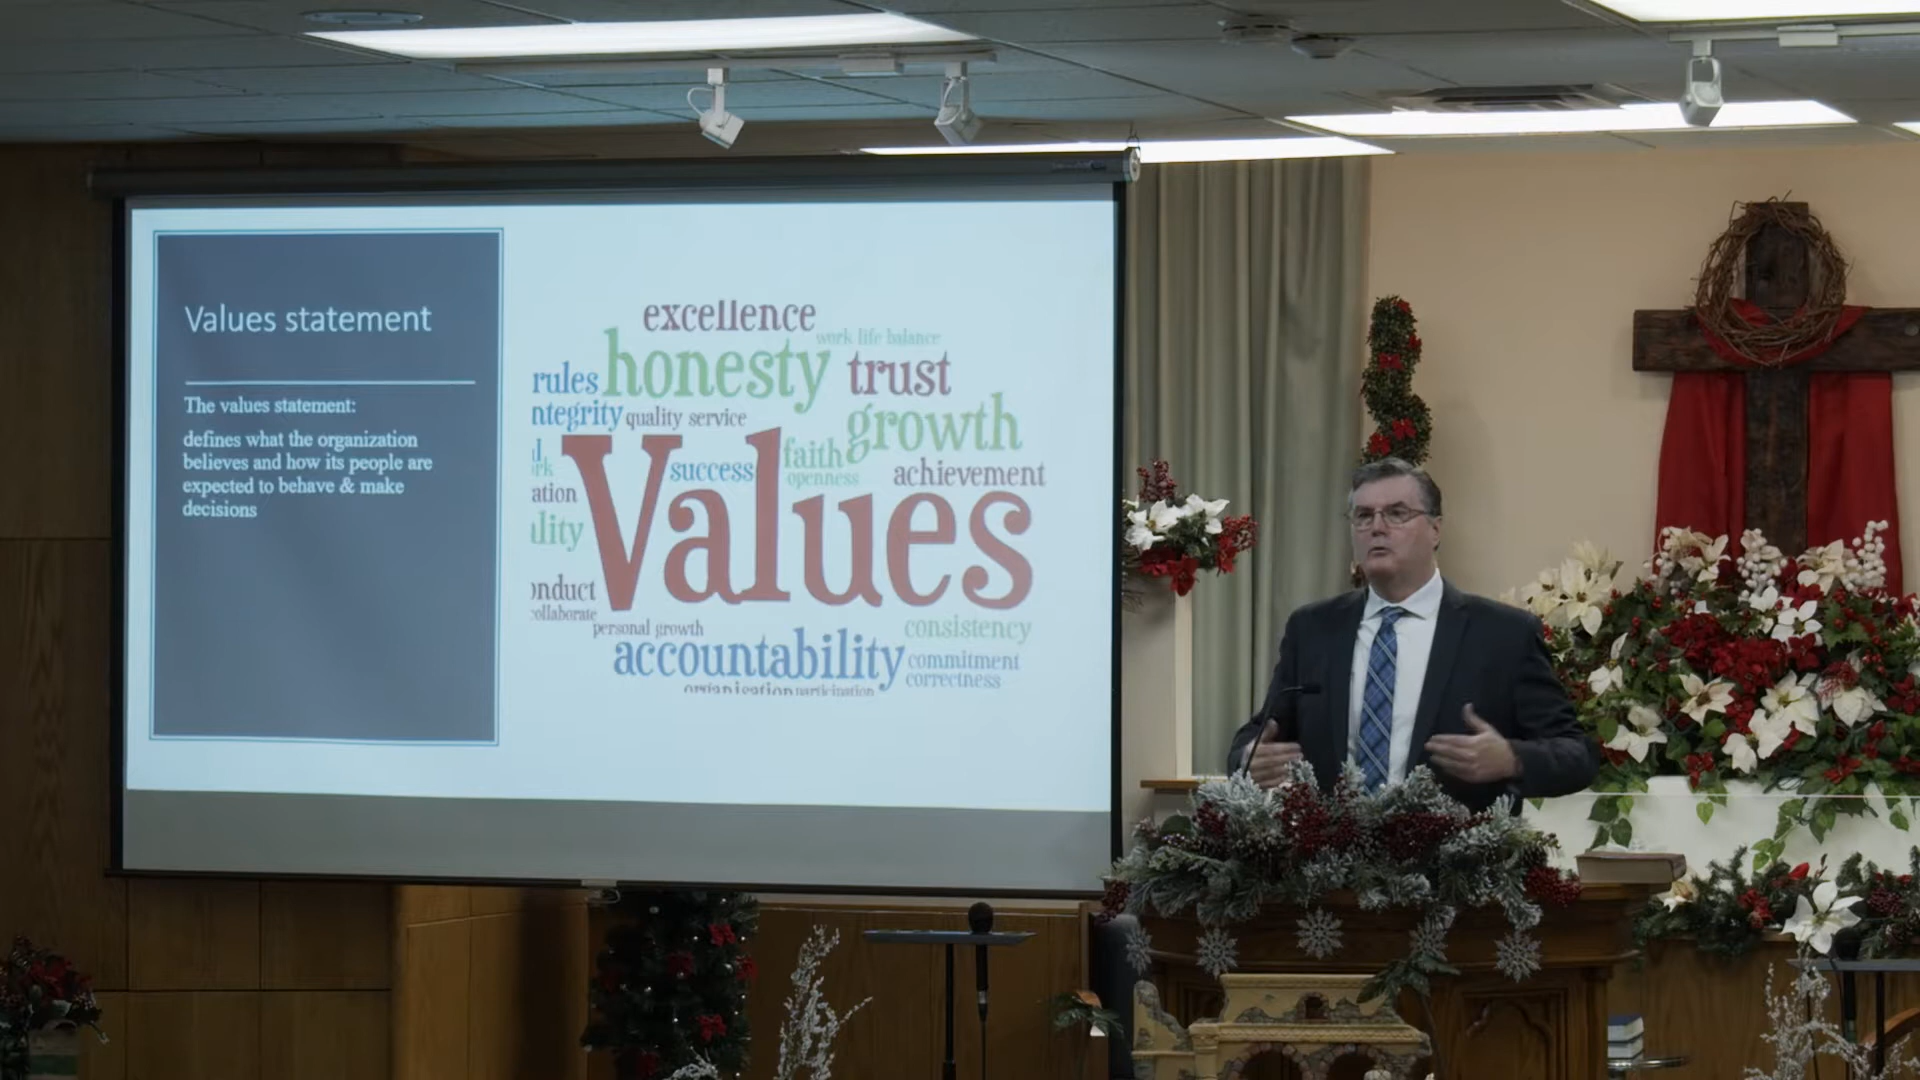 Values statement
The values statement:
defines what the organization
believes and how its people are
expected to behave & make
decisions
excellence
work life balance
rules honesty trust
ntegrity quality service growth
success faith
openness achievement
ation
Values
onduct
collaborate
personal growth consistency
accountability commitment
correctness
organisation participation